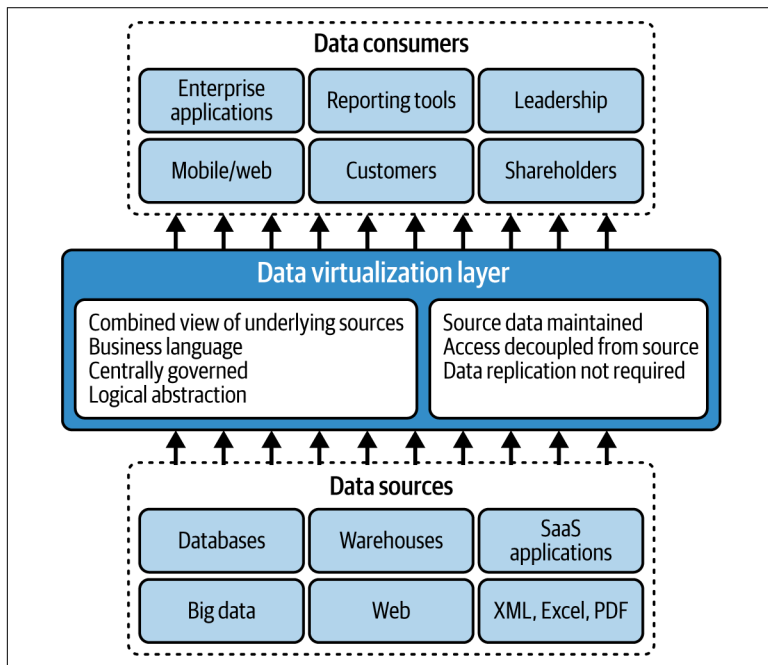 Data consumers
Enterprise
applications
Reporting tools
Leadership
Mobile/web
Customers
Shareholders
Data virtualization layer
Combined view of underlying sources
Business language
Centrally governed
Logical abstraction
Source data maintained
Access decoupled from source
Data replication not required
Data sources
Databases
Warehouses
SaaS
applications
Big data
Web
XML, Excel, PDF